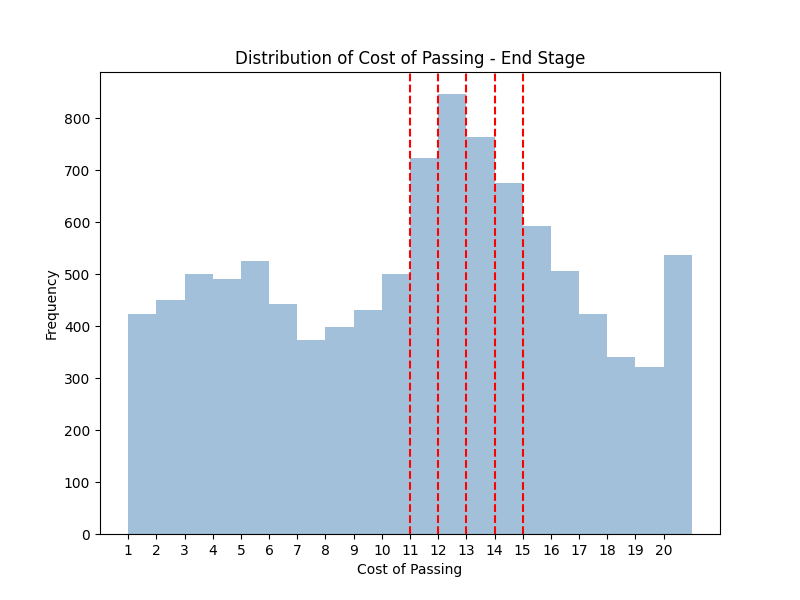 Distribution of Cost of Passing - End Stage
800
700
600
500
400
300
200
100
0
Frequency
1 2 3 4 5 6 7 8 9 10 11 12 13 14 15 16 17 18 19 20
Cost of Passing